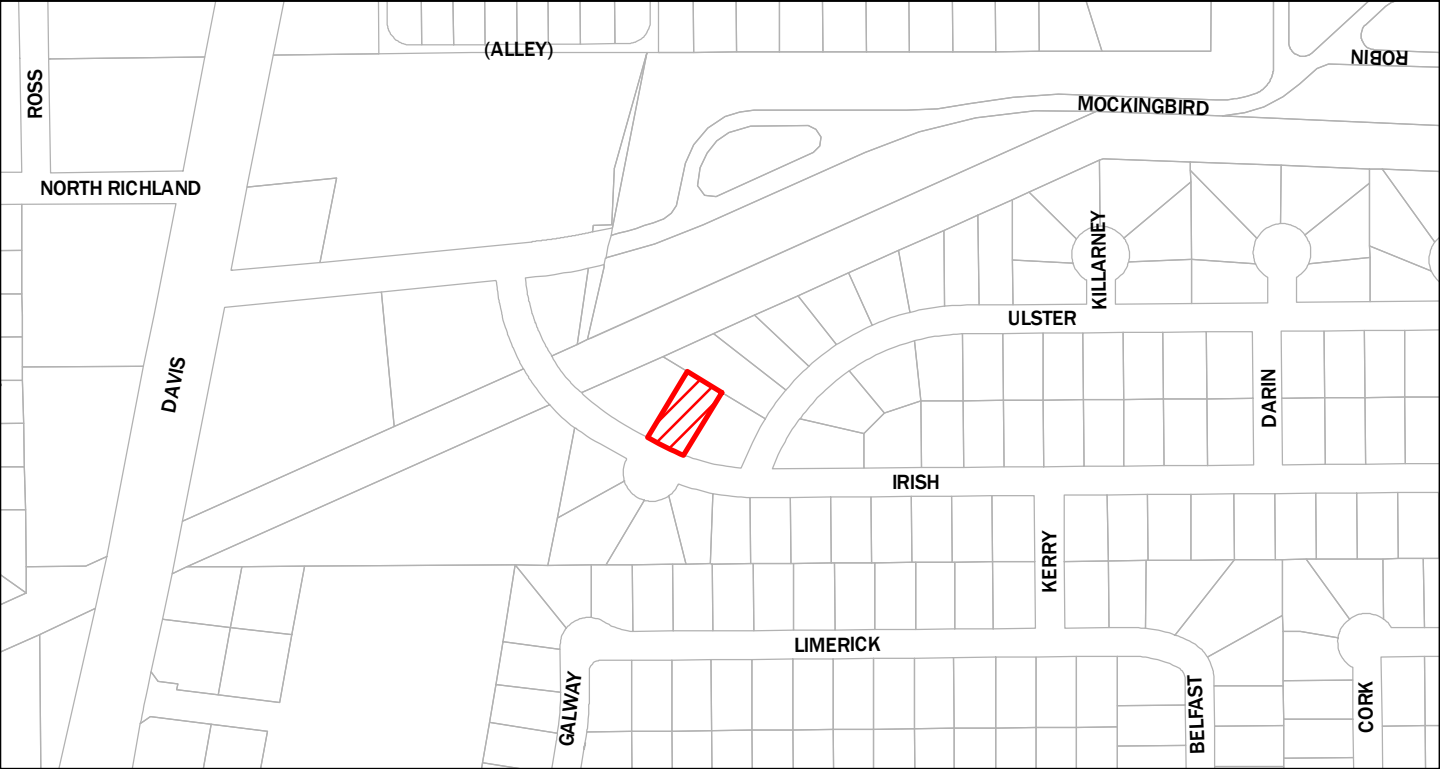 (ALLEY)
ROBIN
ROSS
MOCKINGBIRD
NORTH RICHLAND
KILLARNEY
ULSTER
DAVIS
DARIN
IRISH
KERRY
LIMERICK
GALWAY
BELFAST
CORK